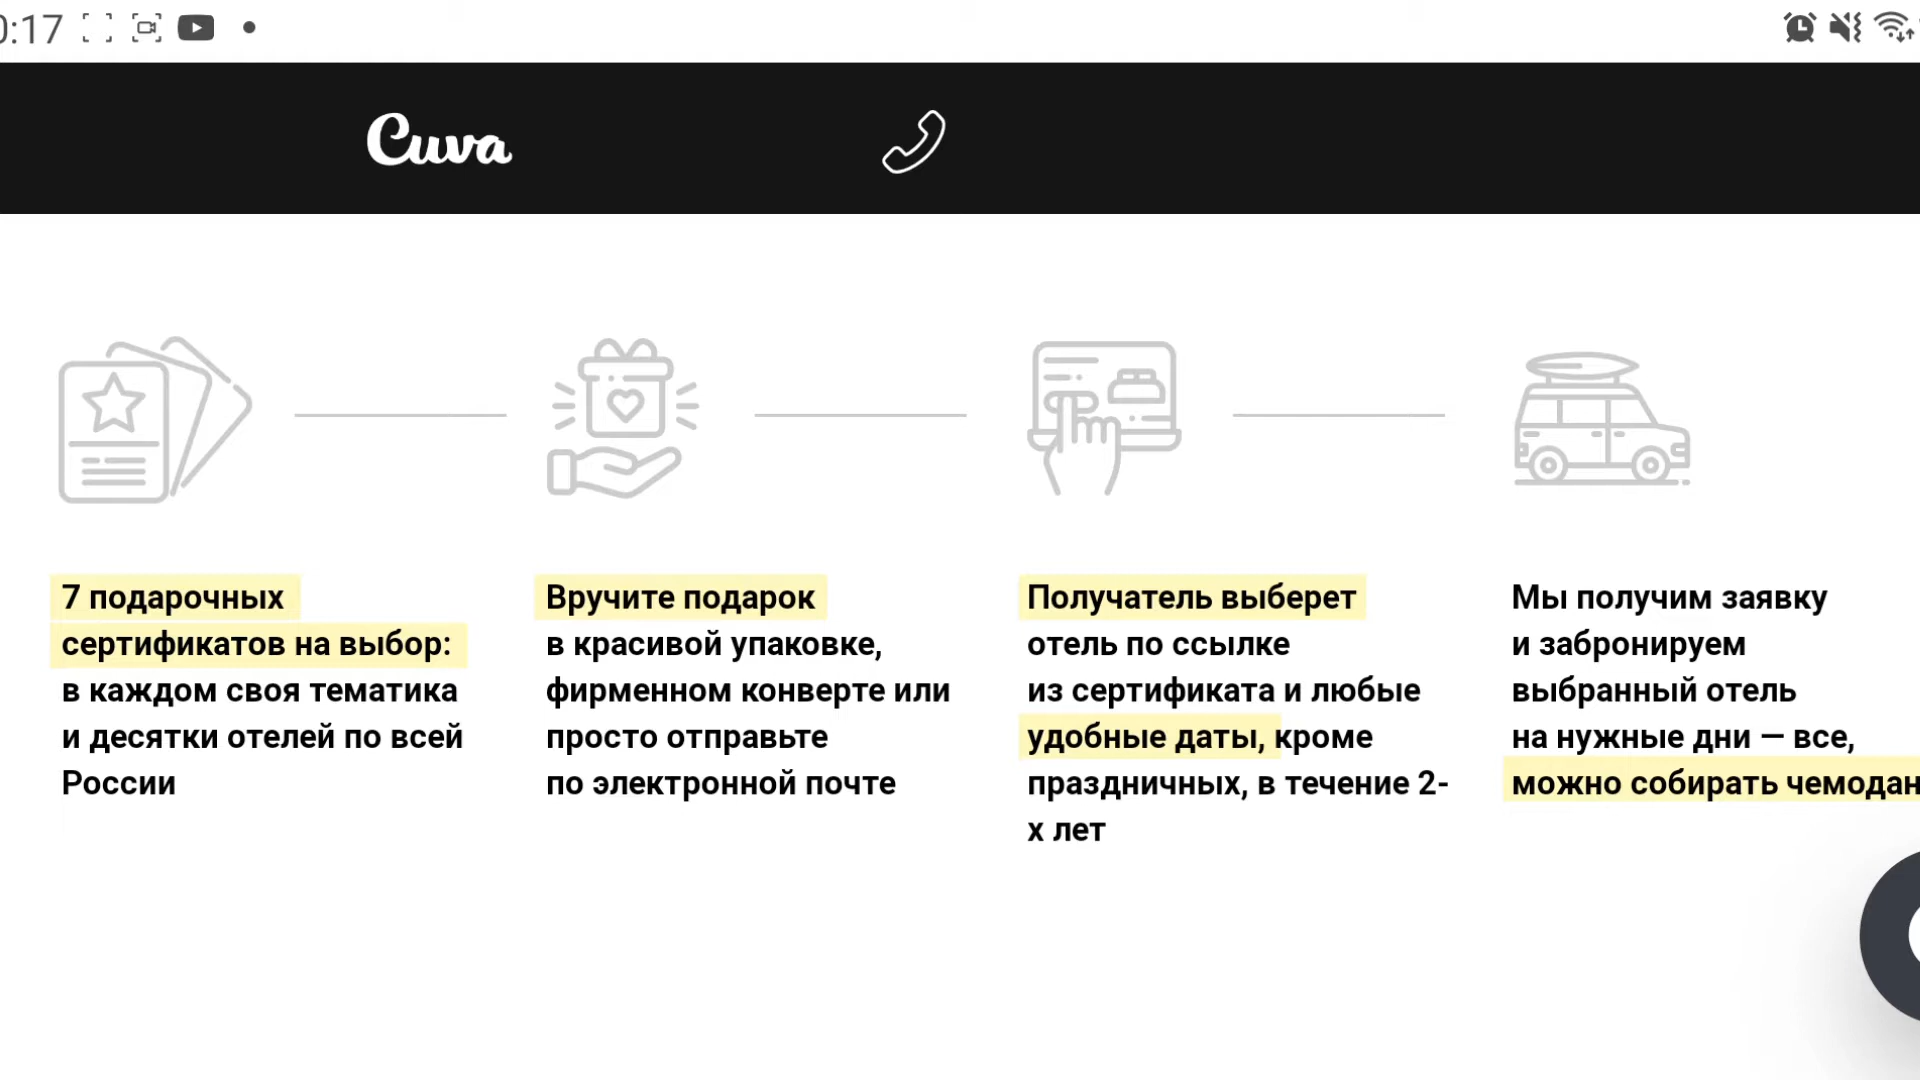 :17
Cuva
7 подарочных
сертификатов на выбор:
в каждом своя тематика
и десятки отелей по всей
России
Вручите подарок
в красивой упаковке,
фирменном конверте или
просто отправьте
по электронной почте
Получатель выберет
отель по ссылке
из сертификата и любые
удобные даты, кроме
праздничных, в течение 2-
х лет
Мы получим заявку
и забронируем
выбранный отель
на нужные дни — все,
можно собирать чемодан